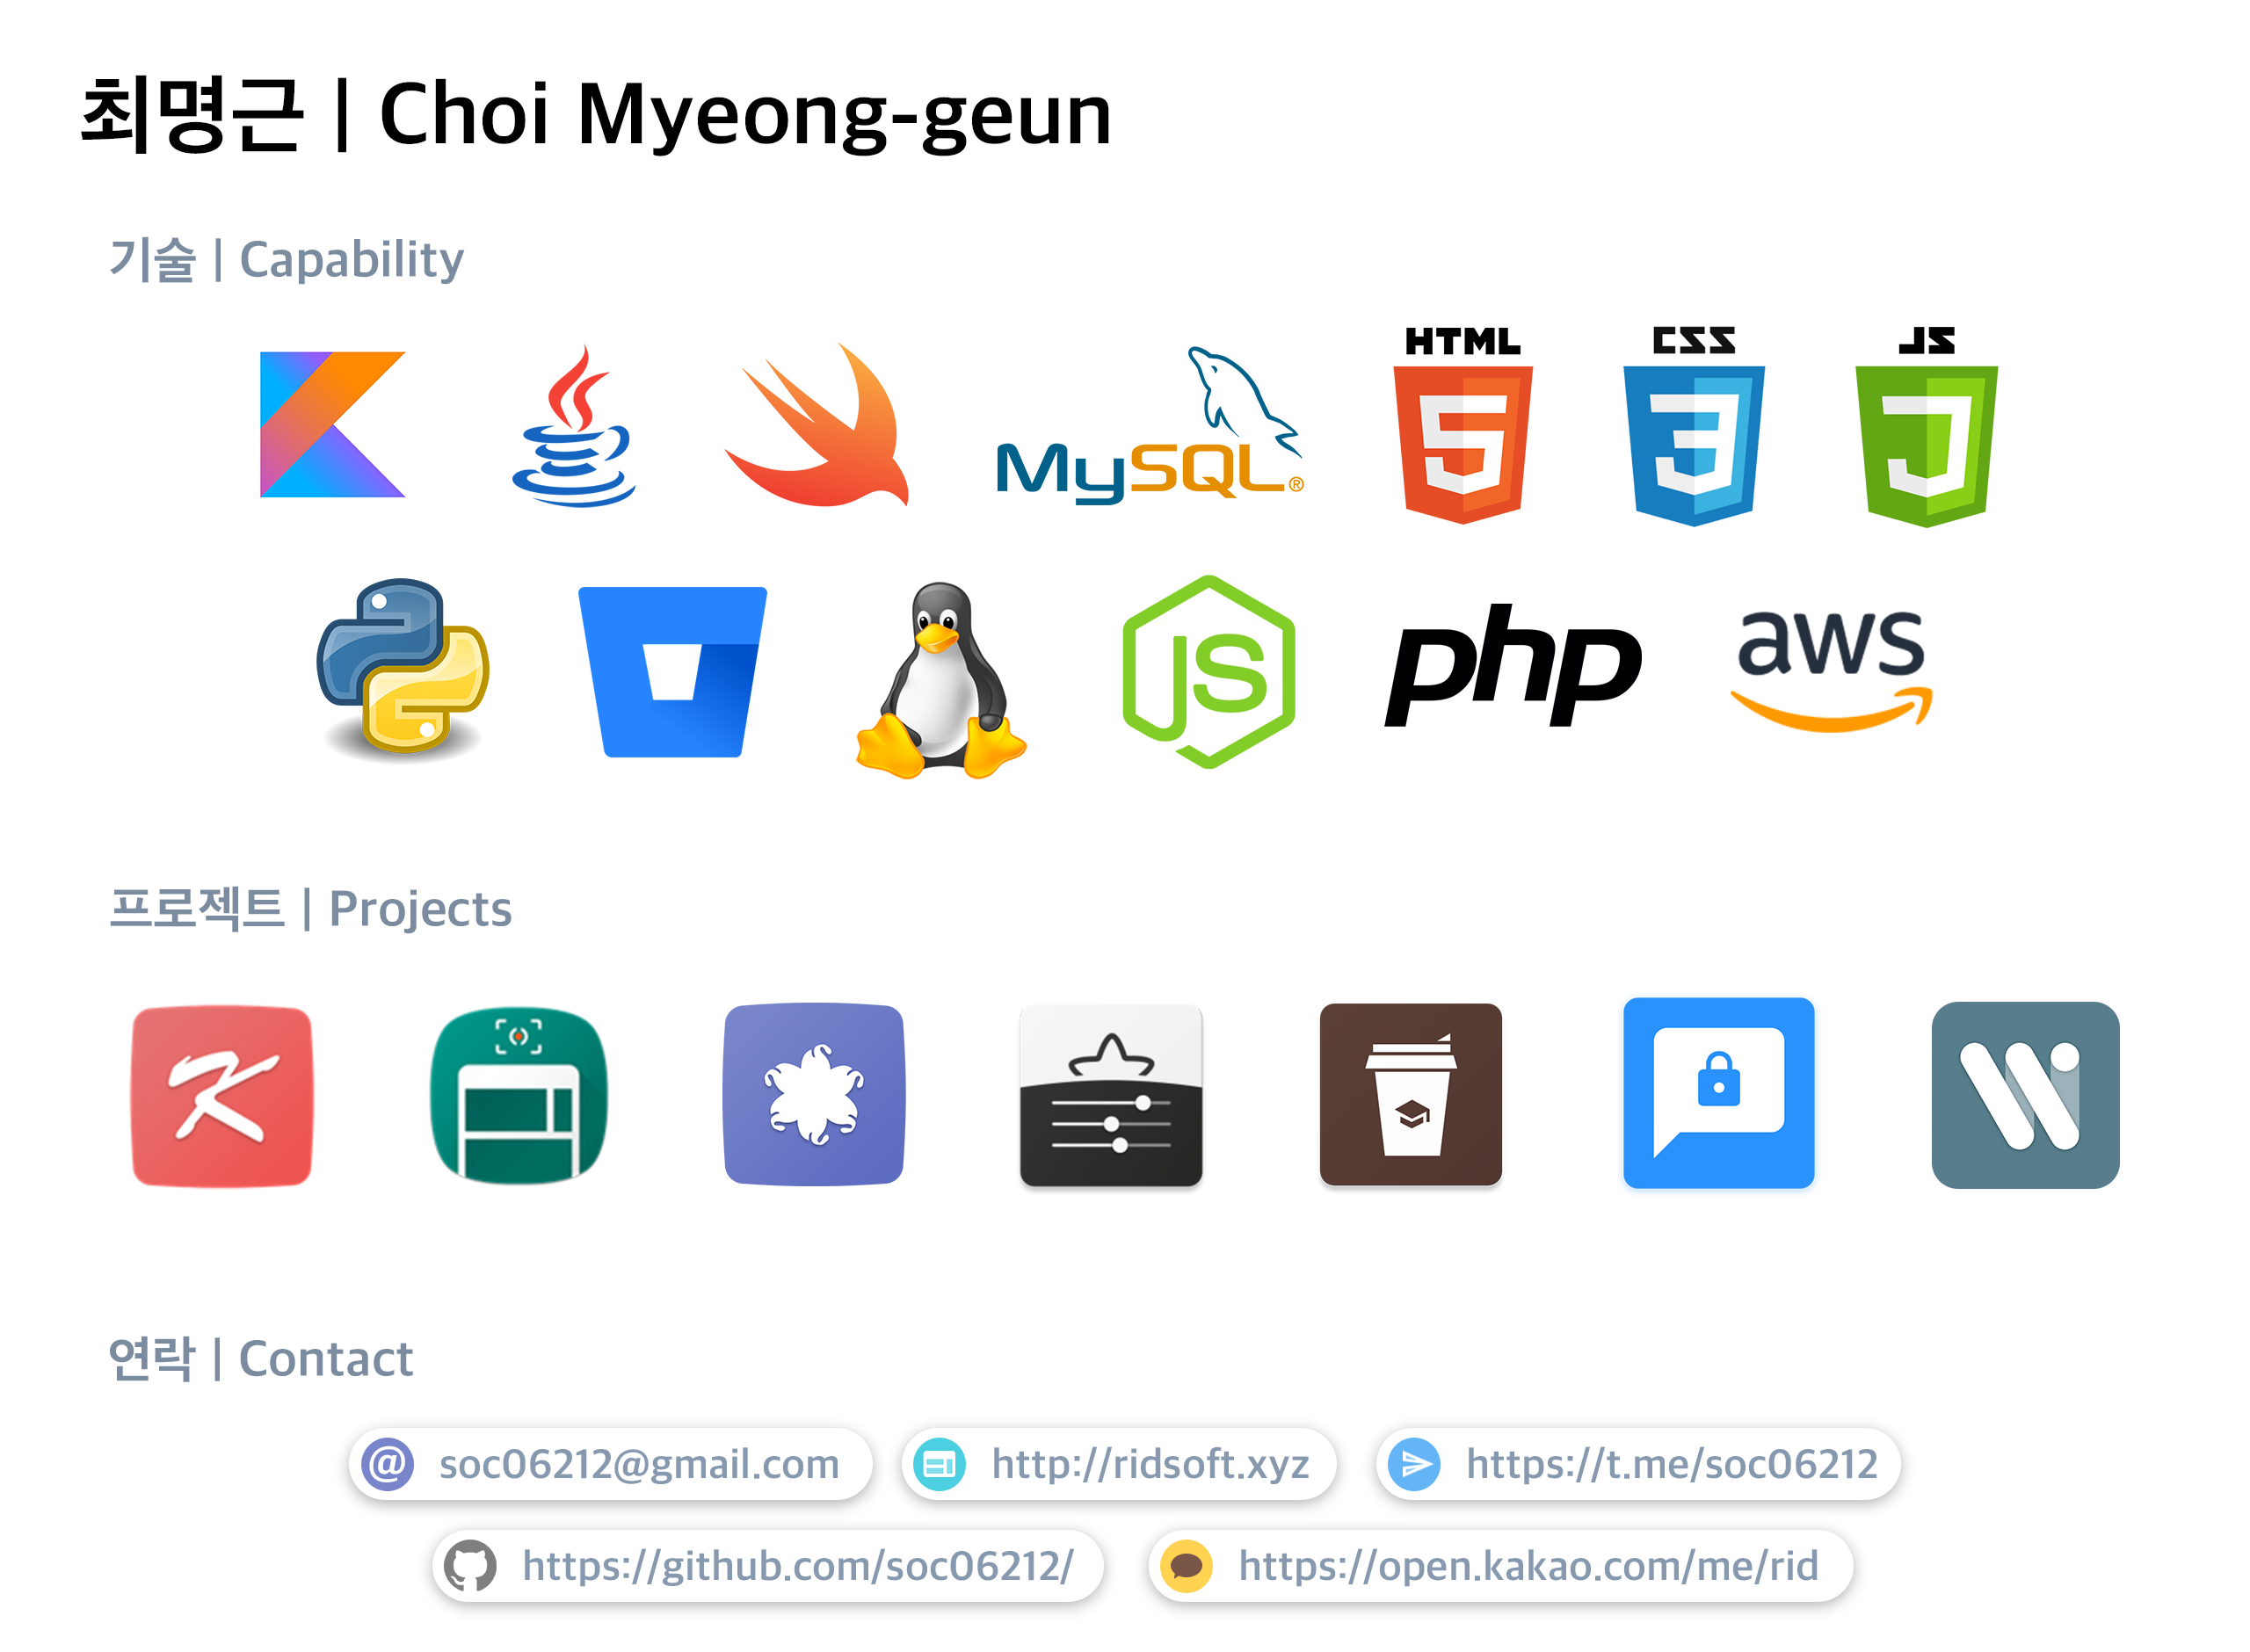 최명근 | Choi Myeong-geun
기술 | Capability
HTML
CSS
JS
MySQL®
JS
php
aws
프로젝트 | Projects
연락 | Contact
soc06212@gmail.com
http://ridsoft.xyz
https://t.me/soc06212
https://github.com/soc06212/
https://open.kakao.com/me/rid